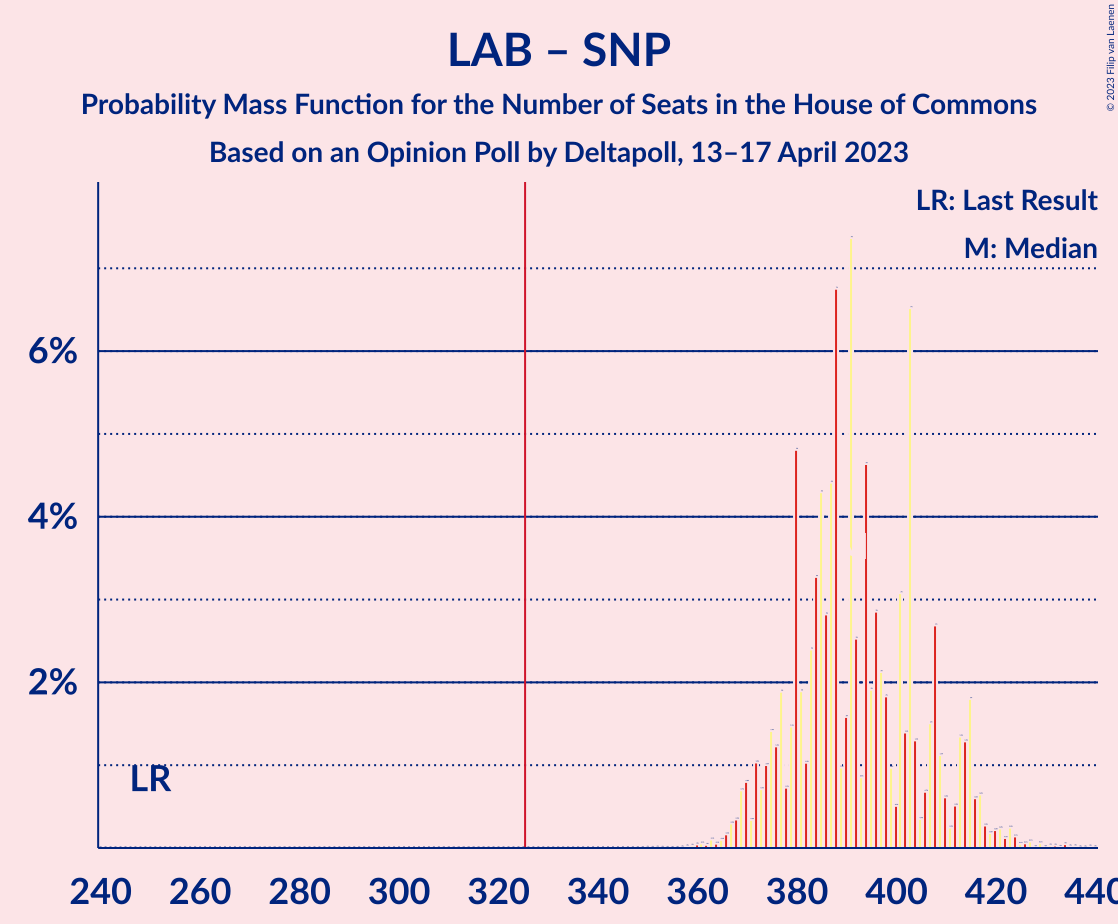 LAB – SNP
Probability Mass Function for the Number of Seats in the House of Commons
Based on an Opinion Poll by Deltapoll, 13–17 April 2023
© 2023 Filip van Laenen
LR: Last Result
M: Median
6%
4%
2%
LR
240 260 280 300 320 340 360 380 400 420 440